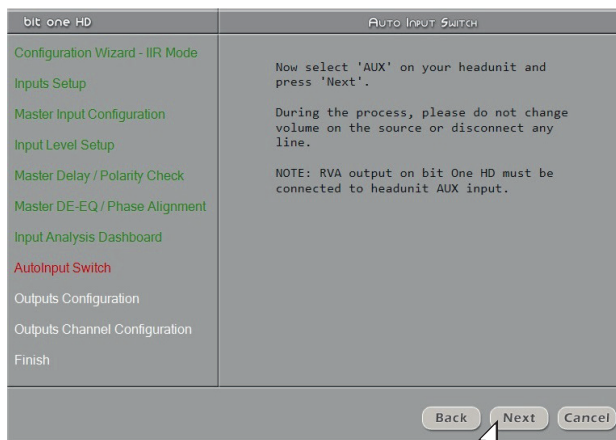 bit one HD
Auto Input Switch
Configuration Wizard - IIR Mode
Inputs Setup
Master Input Configuration
Input Level Setup
Master Delay / Polarity Check
Master DE-EQ / Phase Alignment
Input Analysis Dashboard
AutoInput Switch
Outputs Configuration
Outputs Channel Configuration
Finish
Now select 'AUX' on your headunit and
press 'Next'.
During the process, please do not change
volume on the source or disconnect any
line.
NOTE: RVA output on bit One HD must be
connected to headunit AUX input.
Back Next Cancel